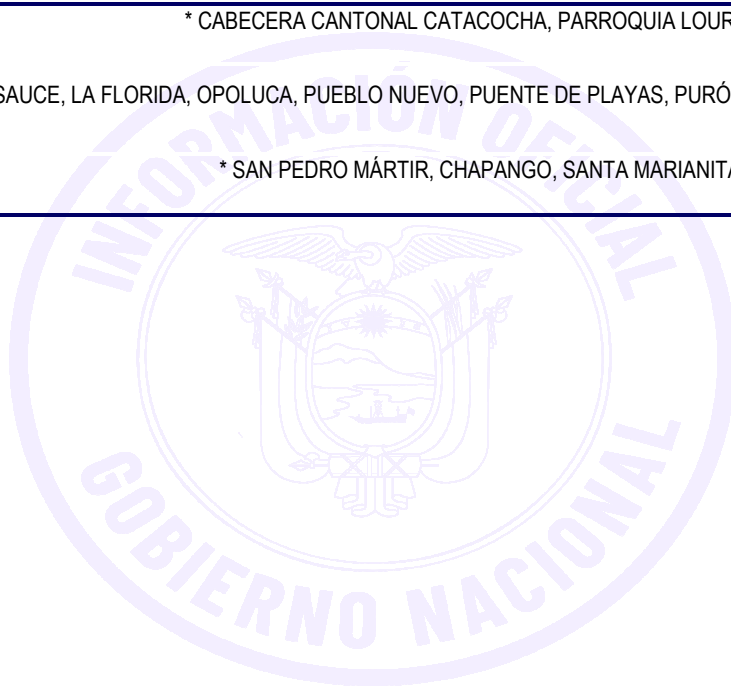 * CABECERA CANTONAL CATACOCHA, PARROQUIA LOUR
SAUCE, LA FLORIDA, OPOLUCA, PUEBLO NUEVO, PUENTE DE PLAYAS, PURÓ
* SAN PEDRO MÁRTIR, CHAPANGO, SANTA MARIANITA
INFORMACIÓN OFICIAL
GOBIERNO NACIONAL